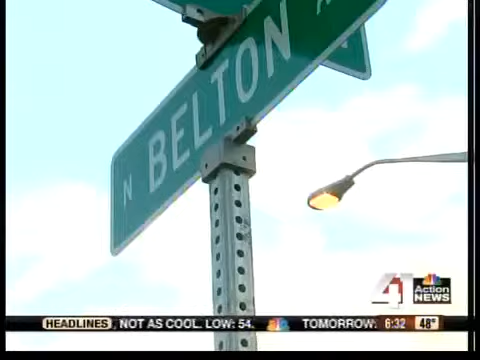 N BELTON A
41 Action NEWS
HEADLINES NOT AS COOL. LOW: 54. TOMORROW: 6:32 48°